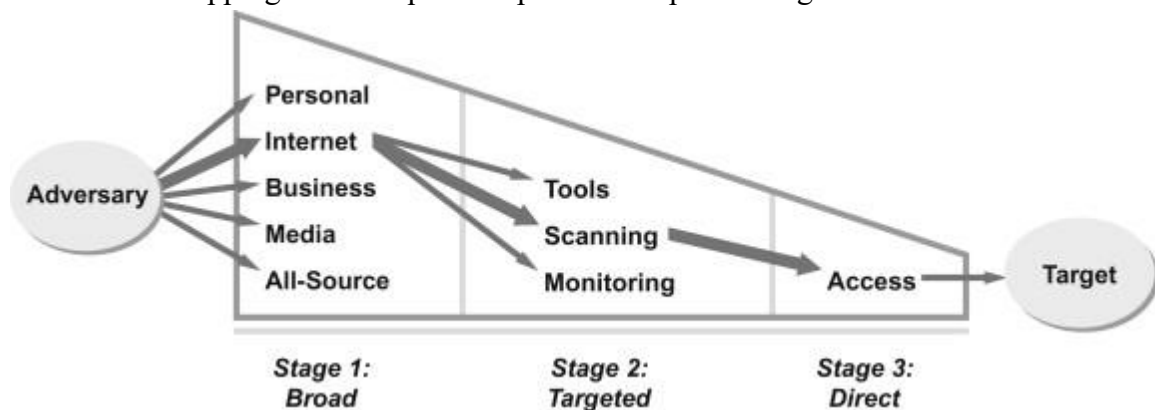 Adversary
Personal
Internet
Business
Media
All-Source
Tools
Scanning
Monitoring
Access
Target
Stage 1:
Broad
Stage 2:
Targeted
Stage 3:
Direct